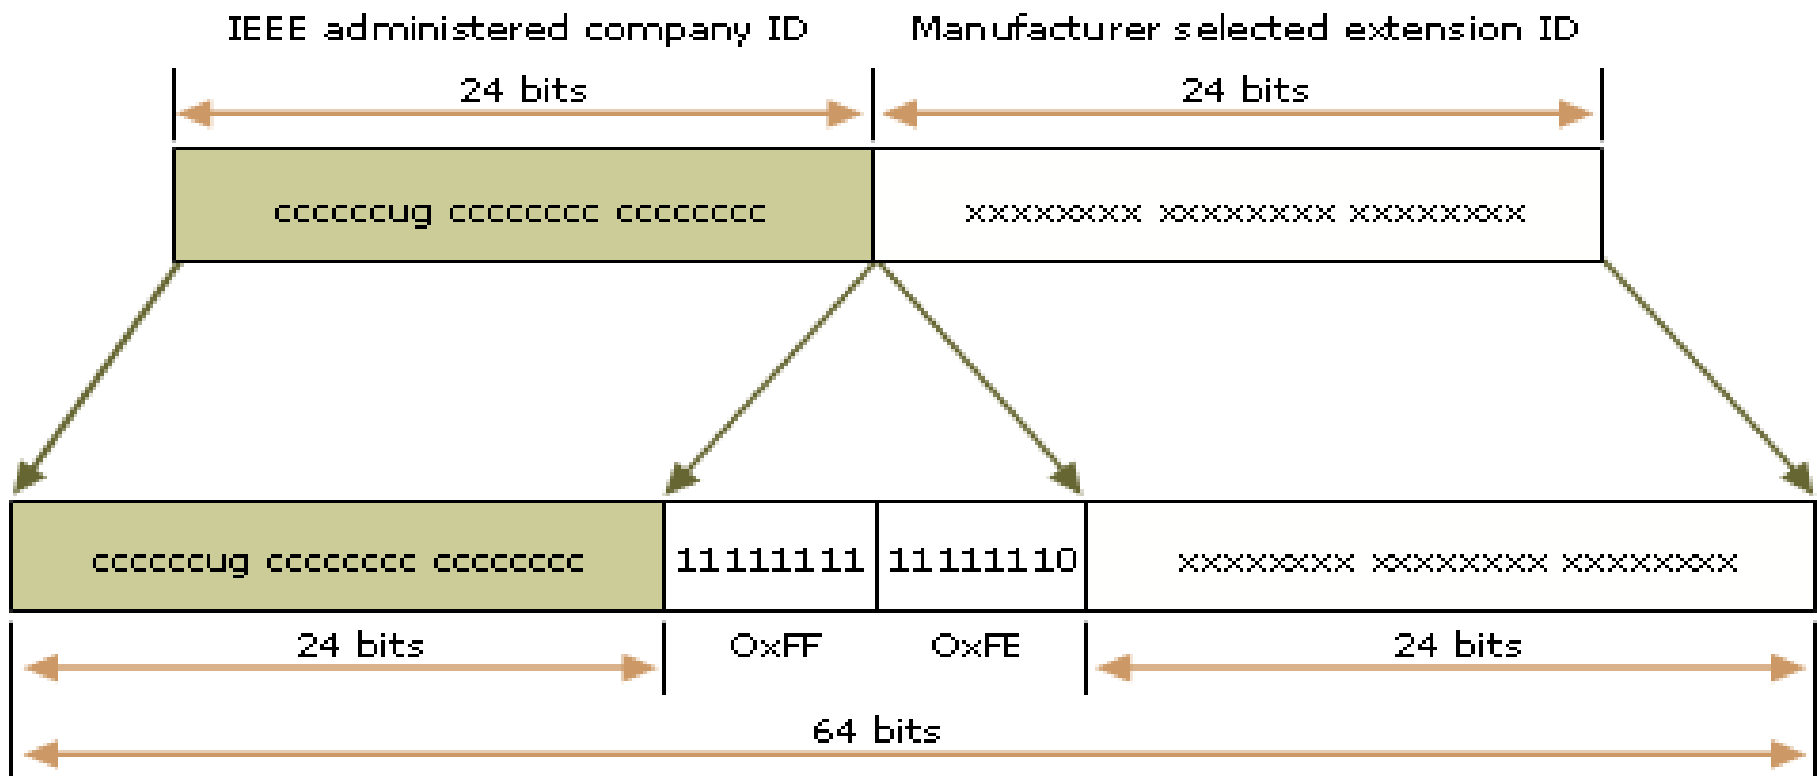 IEEE administered company ID Manufacturer selected extension ID
24 bits 24 bits
ccccccug cccccccc cccccccc xxxxxxxx xxxxxxxx xxxxxxxx
ccccccug cccccccc cccccccc 11111111 11111110 xxxxxxxx xxxxxxxx xxxxxxxx
24 bits 0xFF 0xFE 24 bits
64 bits